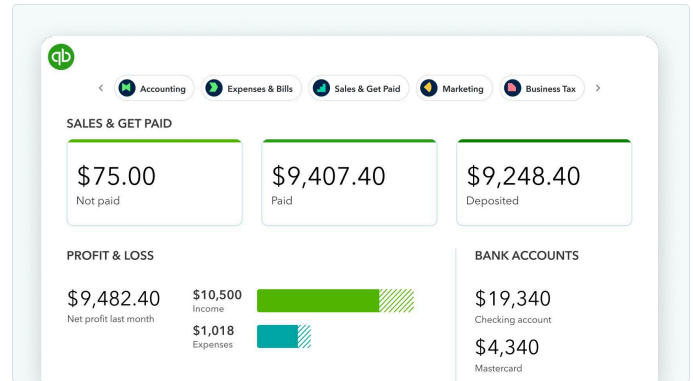 qb
Accounting
Expenses & Bills
Sales & Get Paid
Marketing
Business Tax
SALES & GET PAID
$75.00
Not paid
$9,407.40
Paid
$9,248.40
Deposited
PROFIT & LOSS
$9,482.40
Net profit last month
$10,500
Income
$1,018
Expenses
BANK ACCOUNTS
$19,340
Checking account
$4,340
Mastercard